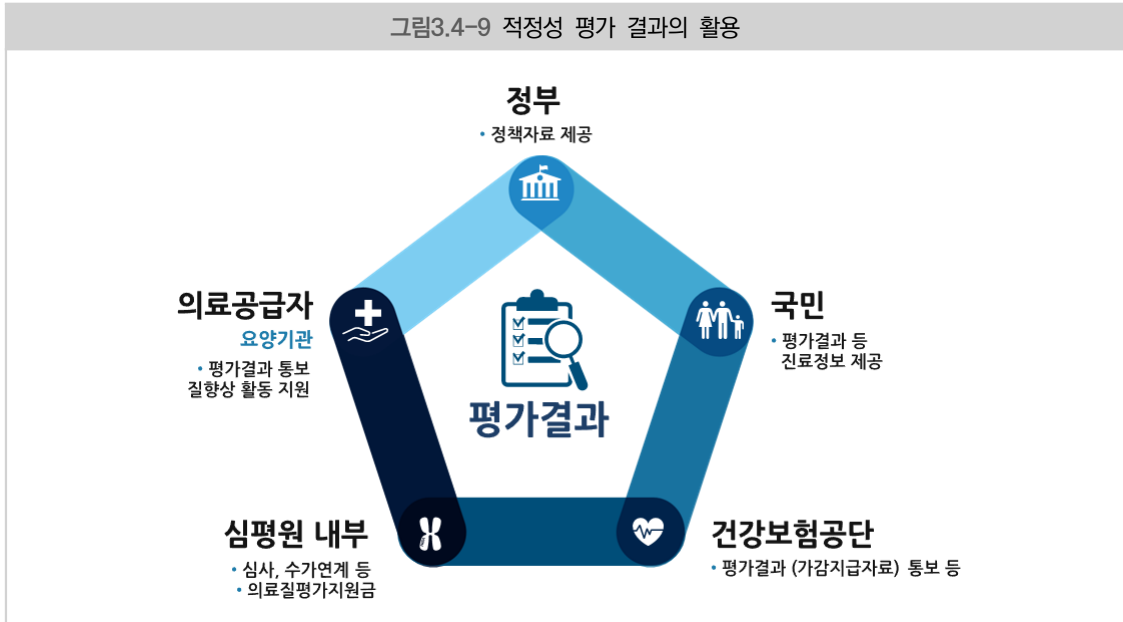 그림3.4-9 적정성 평가 결과의 활용
정부
• 정책자료 제공
의료공급자
요양기관
• 평가결과 통보
질향상 활동 지원
국민
• 평가결과 등
진료정보 제공
평가결과
심평원 내부
• 심사, 수가연계 등
• 의료질평가지원금
건강보험공단
• 평가결과 (가감지급자료) 통보 등